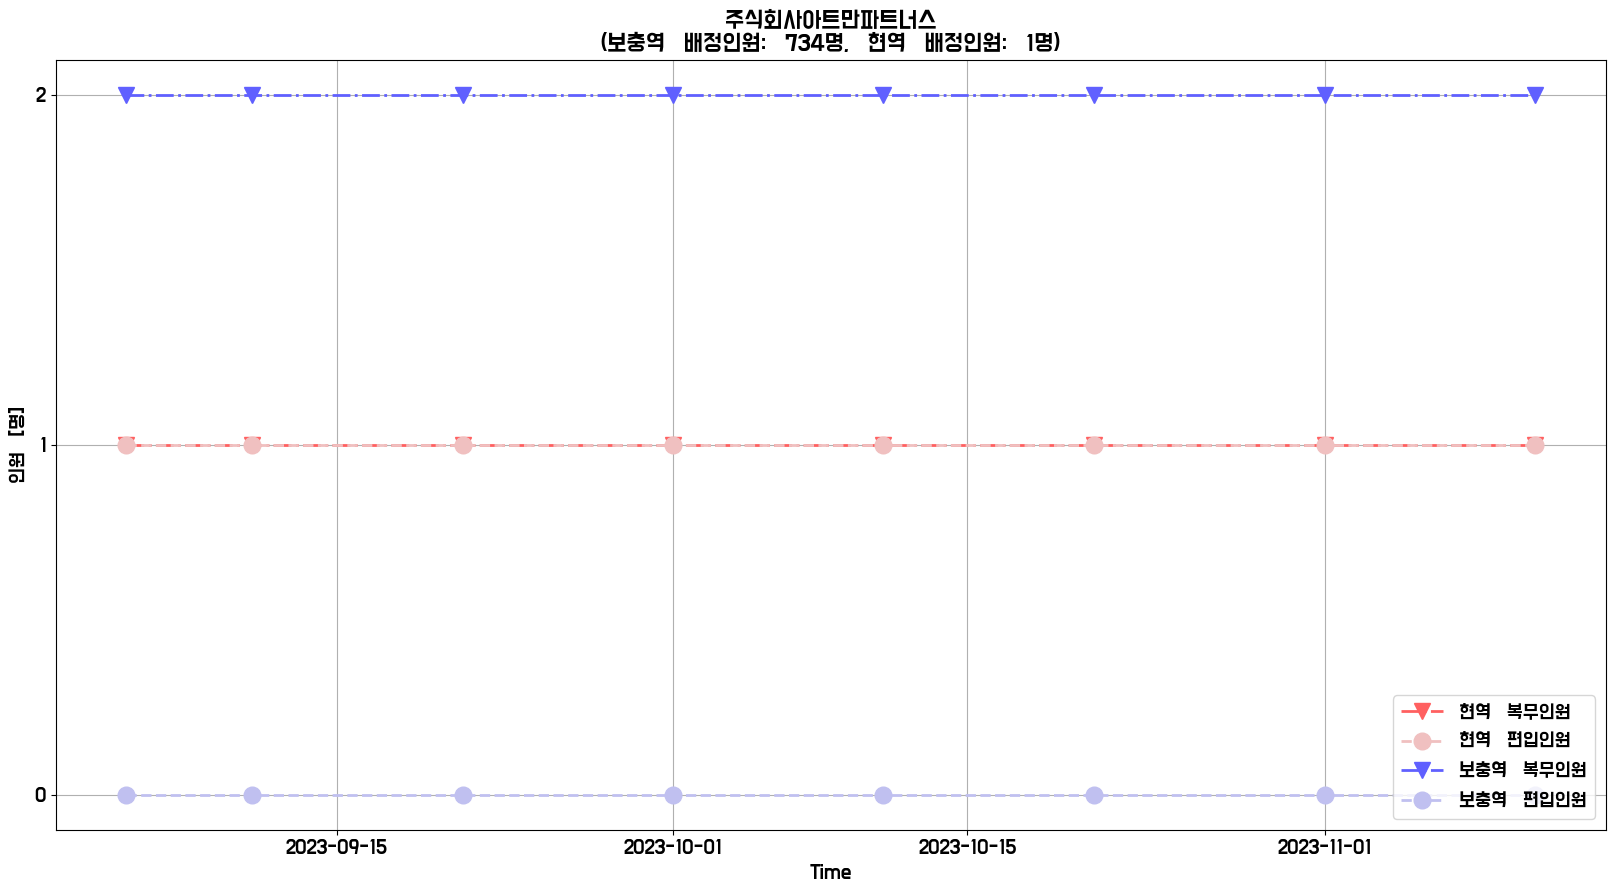 주식회사아트만파트너스
(보충역 배정인원: 734명, 현역 배정인원: 1명)
2
1
0
인원 [명]
2023-09-15
2023-10-01
2023-10-15
2023-11-01
Time
현역 복무인원
현역 편입인원
보충역 복무인원
보충역 편입인원